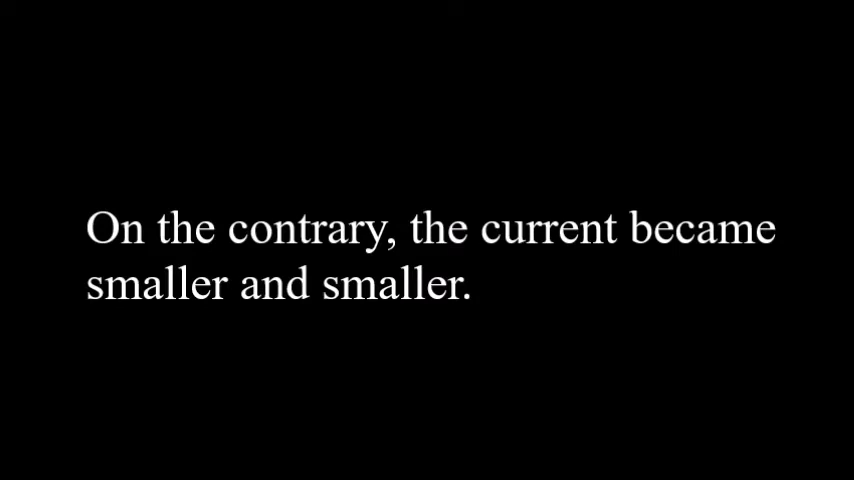 On the contrary, the current became
smaller and smaller.